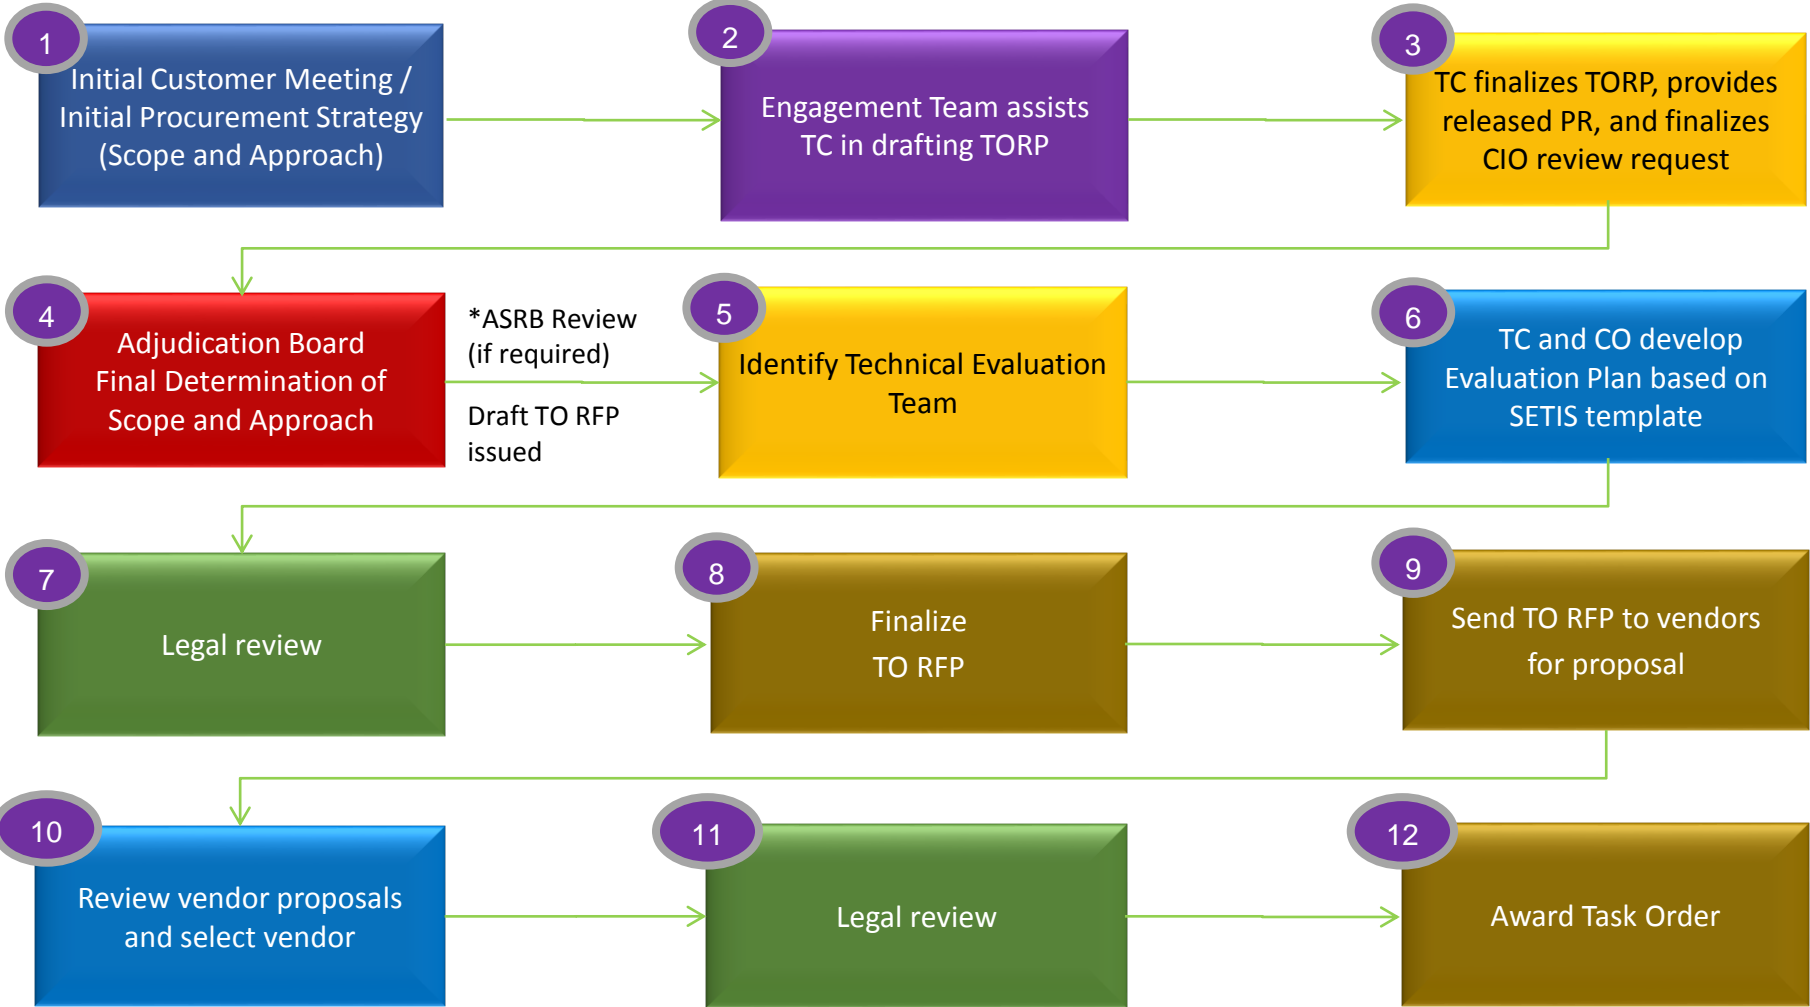 1
Initial Customer Meeting /
Initial Procurement Strategy
(Scope and Approach)
2
Engagement Team assists
TC in drafting TORP
3
TC finalizes TORP, provides
released PR, and finalizes
CIO review request
4
Adjudication Board
Final Determination of
Scope and Approach
*ASRB Review
(if required)
Draft TO RFP
issued
5
Identify Technical Evaluation
Team
6
TC and CO develop
Evaluation Plan based on
SETIS template
7
Legal review
8
Finalize
TO RFP
9
Send TO RFP to vendors
for proposal
10
Review vendor proposals
and select vendor
11
Legal review
12
Award Task Order